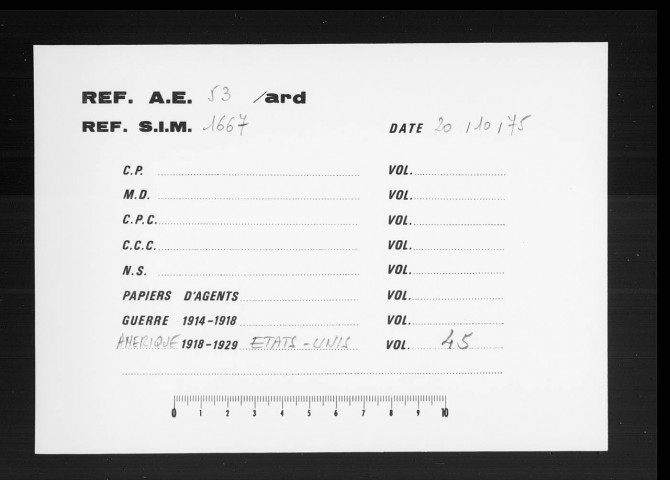 REF. A.E. 53 /ard
REF. S.I.M. 1667 DATE 20 / 10 / 75
C.P. VOL.
M.D. VOL.
C.P.C. VOL.
C.C.C. VOL.
N.S. VOL.
PAPIERS D'AGENTS VOL.
GUERRE 1914-1918 VOL.
AMERIQUE 1918-1929 ETATS-UNIS VOL. 45
0 1 2 3 4 5 6 7 8 9 10